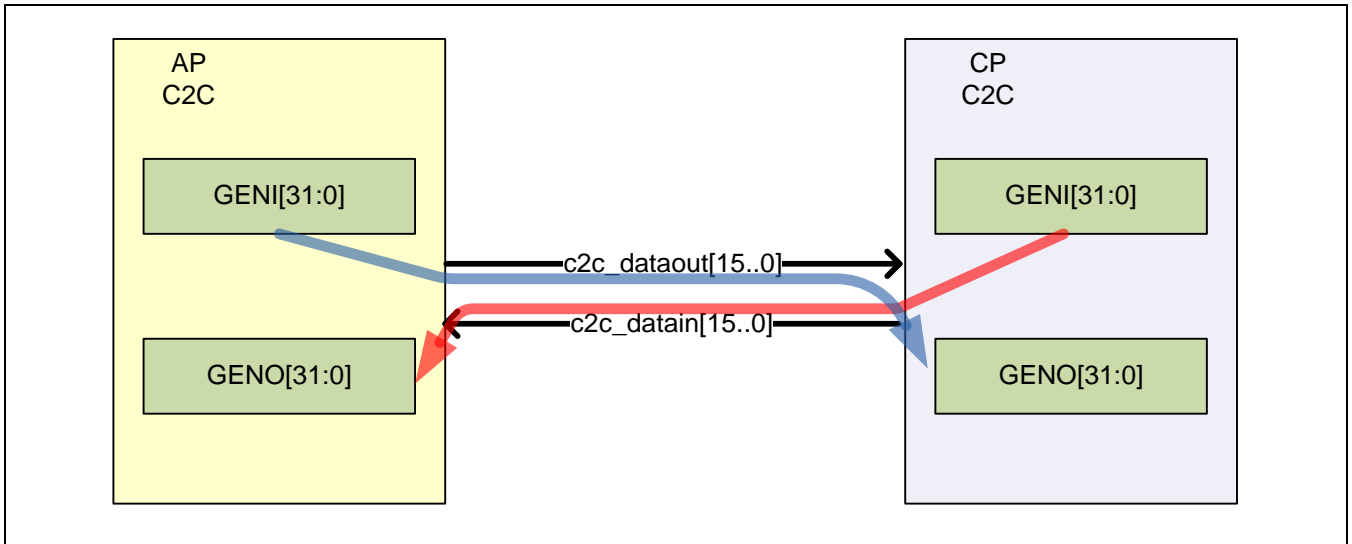 AP
C2C
CP
C2C
GENI[31:0]
GENI[31:0]
c2c_dataout[15..0]
c2c_datain[15..0]
GENO[31:0]
GENO[31:0]